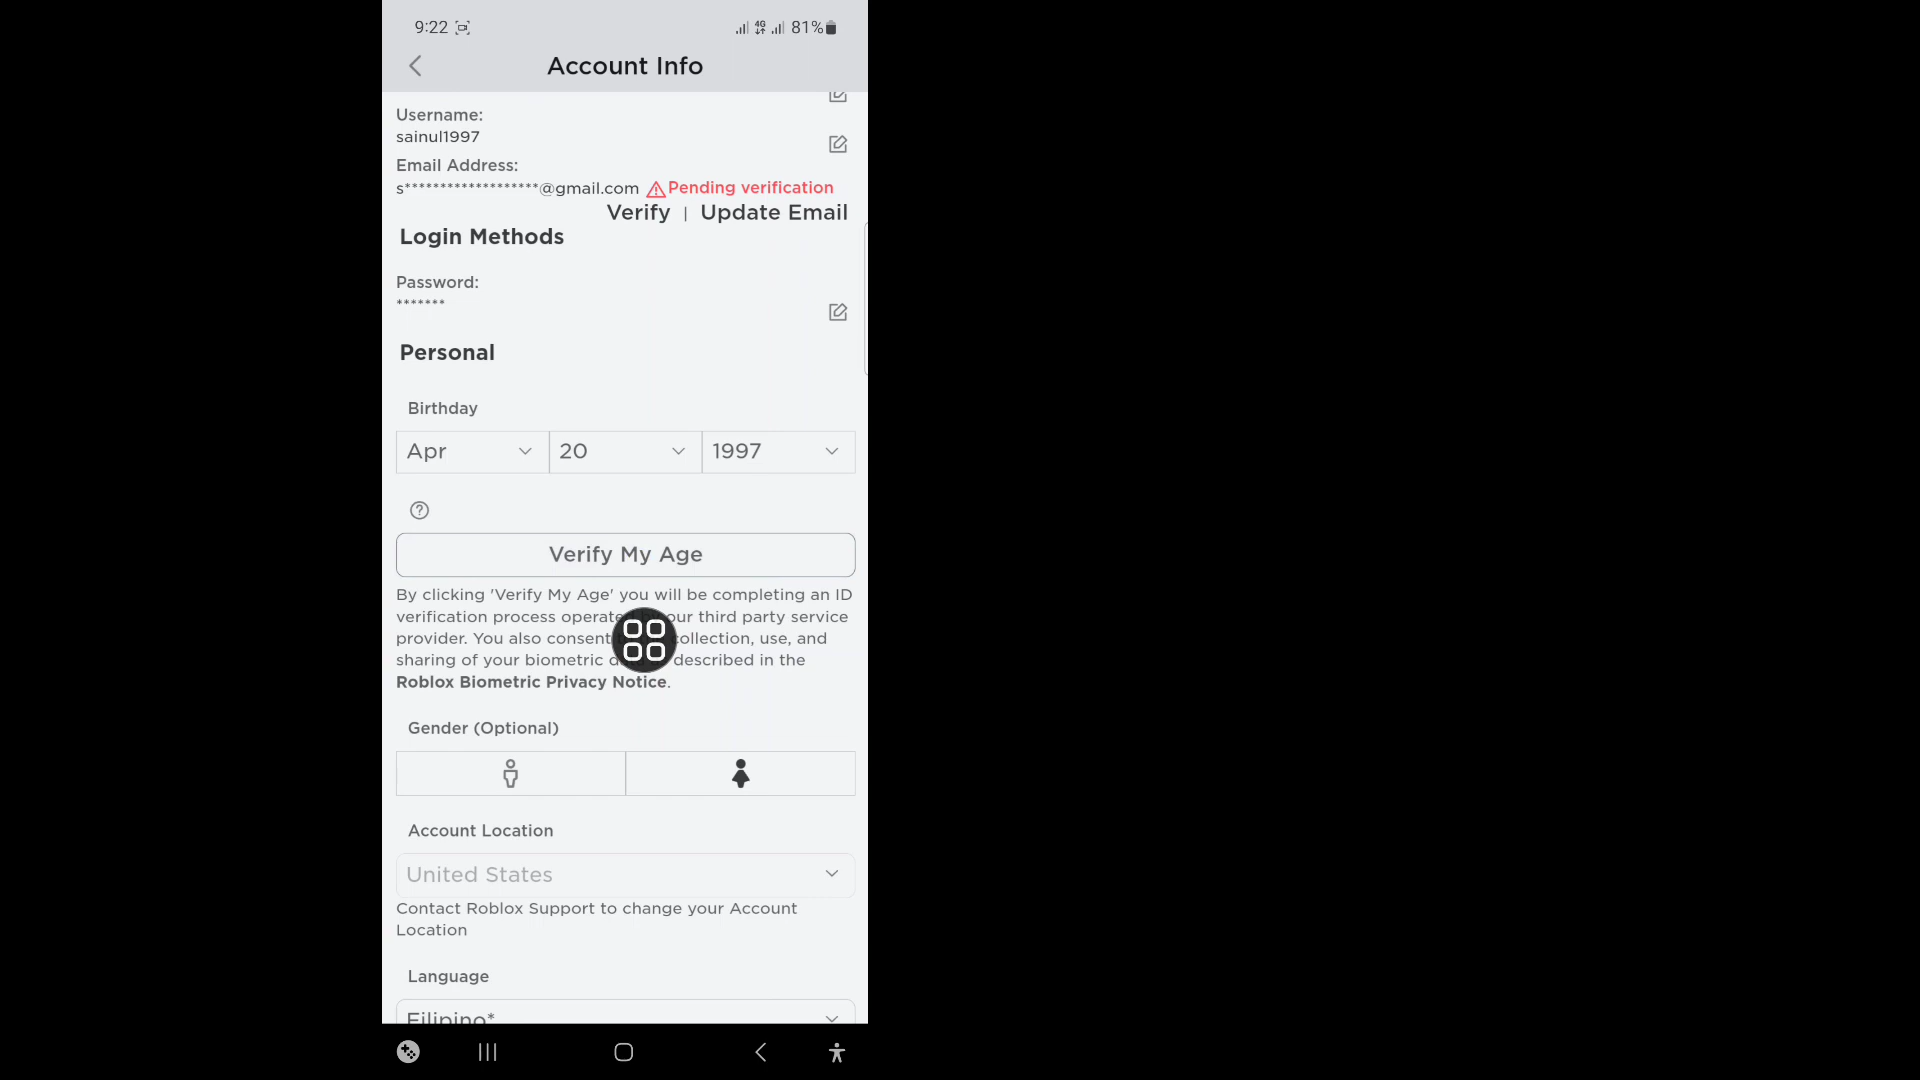 9:22 4G 81%
Account Info
Username:
sainul1997
Email Address:
s*******************@gmail.com Pending verification
Verify | Update Email
Login Methods
Password:
*******
Personal
Birthday
Apr 20 1997
Verify My Age
By clicking 'Verify My Age' you will be completing an ID
verification process operated by our third party service
provider. You also consent collection, use, and
sharing of your biometric described in the
Roblox Biometric Privacy Notice.
Gender (Optional)
Account Location
United States
Contact Roblox Support to change your Account
Location
Language
Filipino*